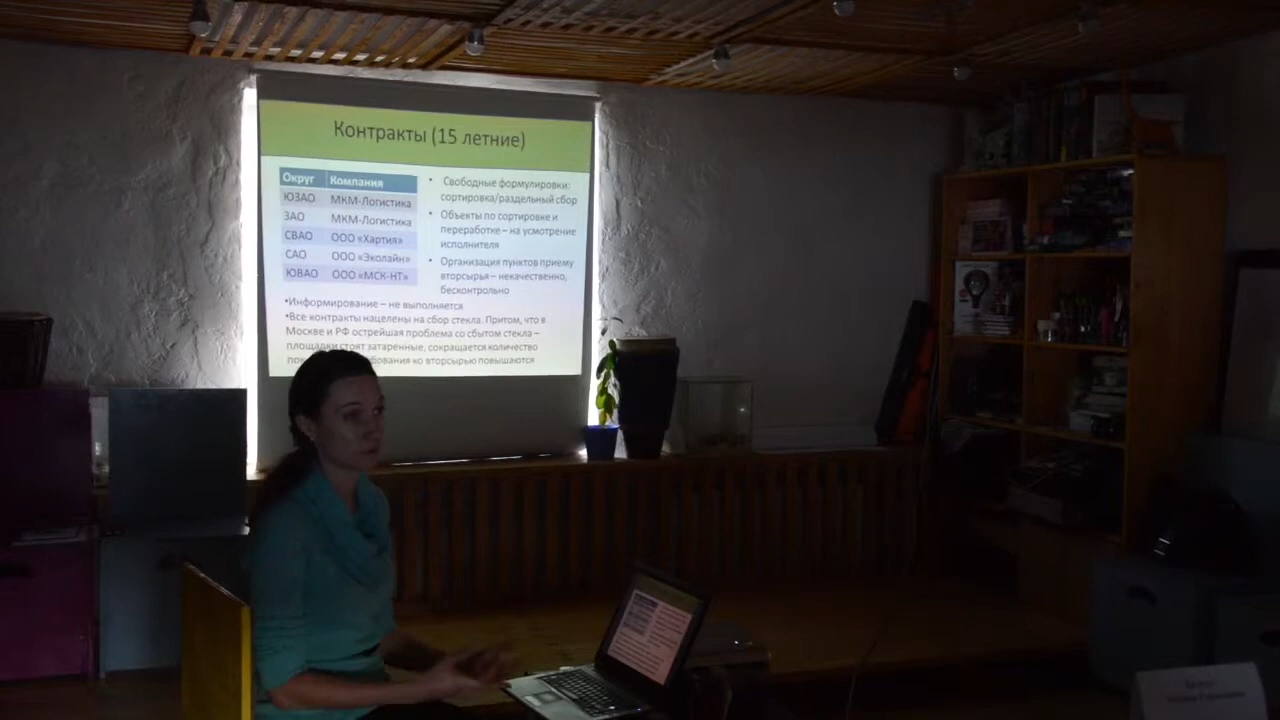 Контракты (15 летние)
Округ Компания
ЮЗАО МКМ-Логистика
ЗАО МКМ-Логистика
СВАО ООО «Хартия»
САО ООО «Эколайн»
ЮВАО ООО «МСК-НТ»
• Свободные формулировки:
сортировка/раздельный сбор
• Объекты по сортировке и
переработке – на усмотрение
исполнителя
• Организация пунктов приему
вторсырья – некачественно,
бесконтрольно
•Информирование – не выполняется
•Все контракты нацелены на сбор стекла. Притом, что в
Москве и РФ острейшая проблема со сбытом стекла –
площадки стоят затаренные, сокращается количество
ко вторсырью повышаются